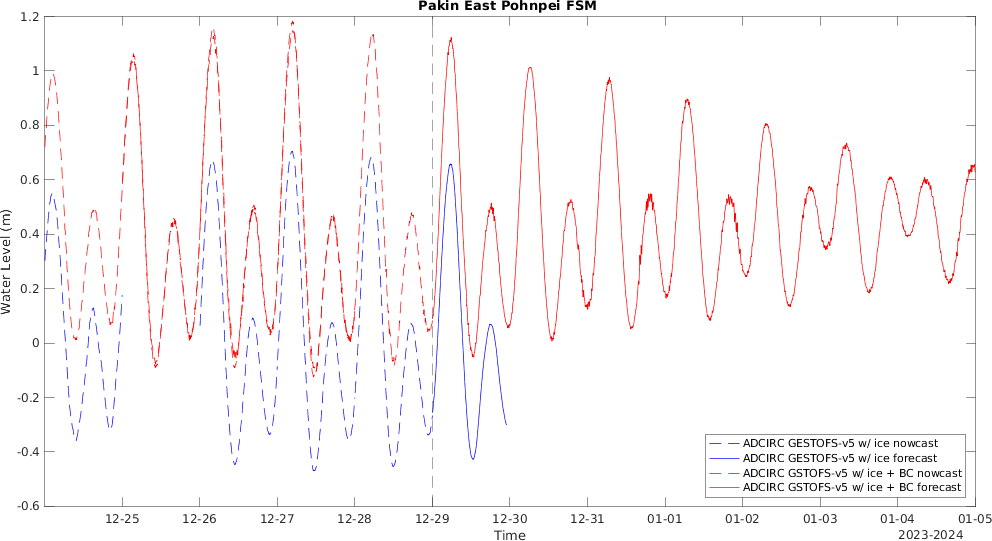 Pakin East Pohnpei FSM
1.2
1
0.8
0.6
0.4
0.2
0
-0.2
-0.4
-0.6
Water Level (m)
ADCIRC GESTOFS-v5 w/ ice nowcast
ADCIRC GESTOFS-v5 w/ ice forecast
ADCIRC GSTOFS-v5 w/ ice + BC nowcast
ADCIRC GSTOFS-v5 w/ ice + BC forecast
12-25 12-26 12-27 12-28 12-29 12-30 12-31 01-01 01-02 01-03 01-04 01-05
Time
2023-2024